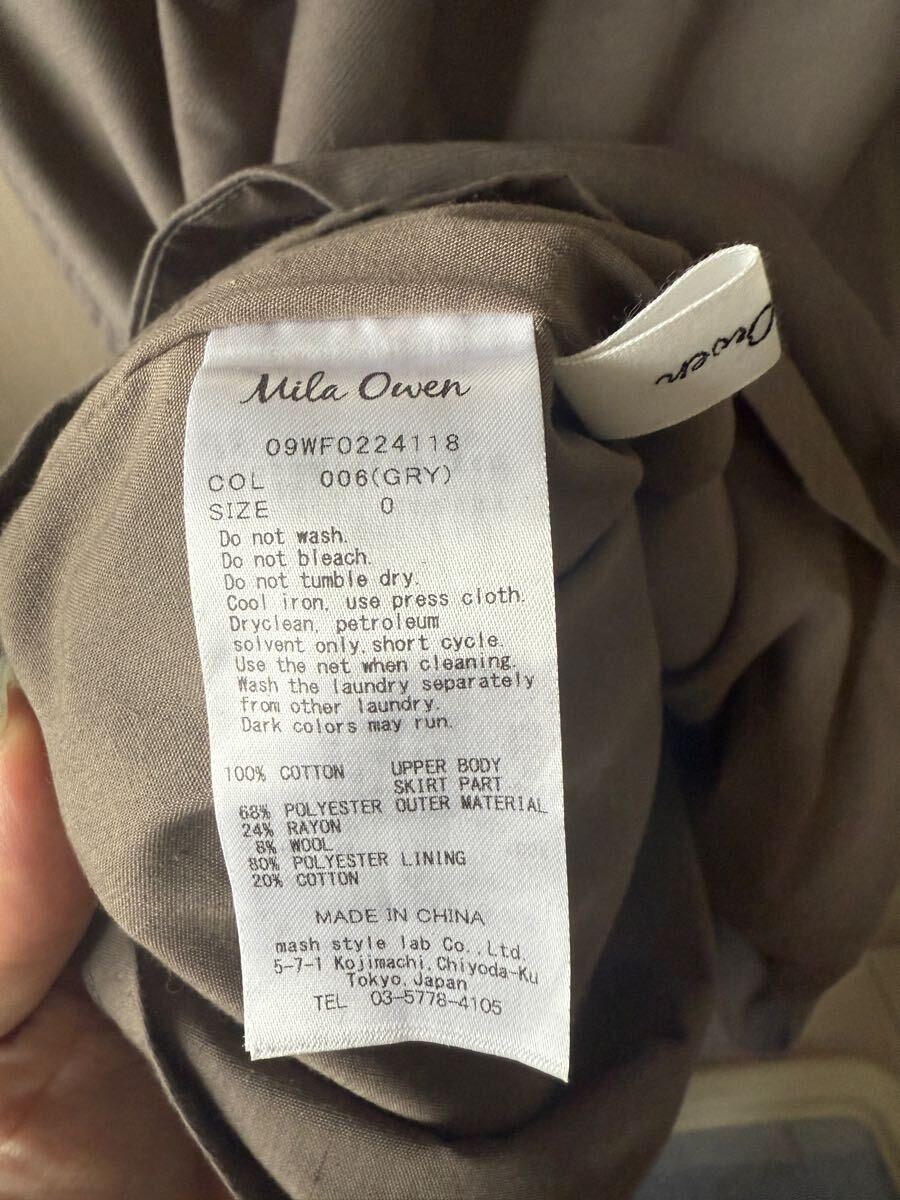 Mila Owen
09WF0224118
COL 006(GRY)
SIZE 0
Do not wash.
Do not bleach.
Do not tumble dry.
Cool iron, use press cloth.
Dryclean, petroleum
solvent only, short cycle.
Use the net when cleaning.
Wash the laundry separately
from other laundry.
Dark colors may run.
100% COTTON UPPER BODY
SKIRT PART
68% POLYESTER OUTER MATERIAL
24% RAYON
8% WOOL
80% POLYESTER LINING
20% COTTON
MADE IN CHINA
mash style lab Co.,Ltd.
5-7-1 Kojimachi, Chiyoda-Ku
Tokyo, Japan
TEL 03-5778-4105
Owen